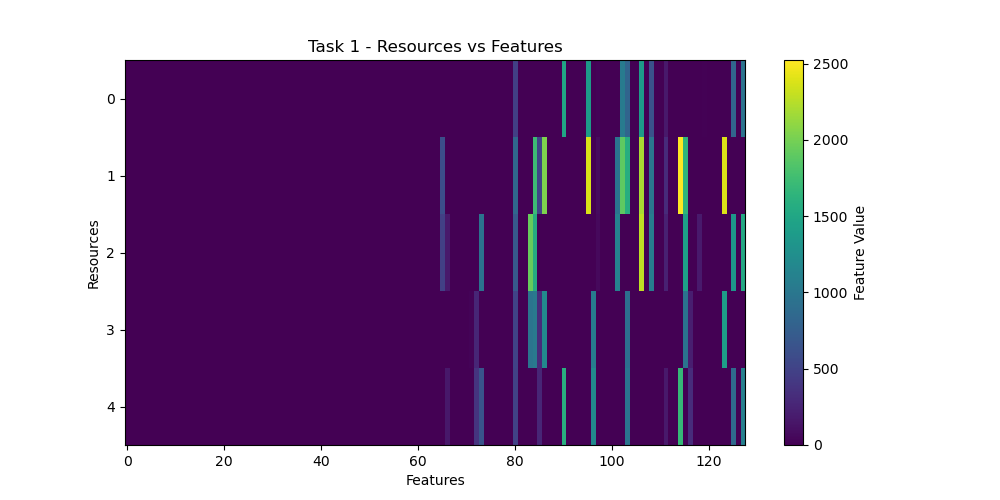 Task 1 - Resources vs Features
Resources
0
1
2
3
4
0 20 40 60 80 100 120
Features
2500
2000
1500
1000
500
0
Feature Value